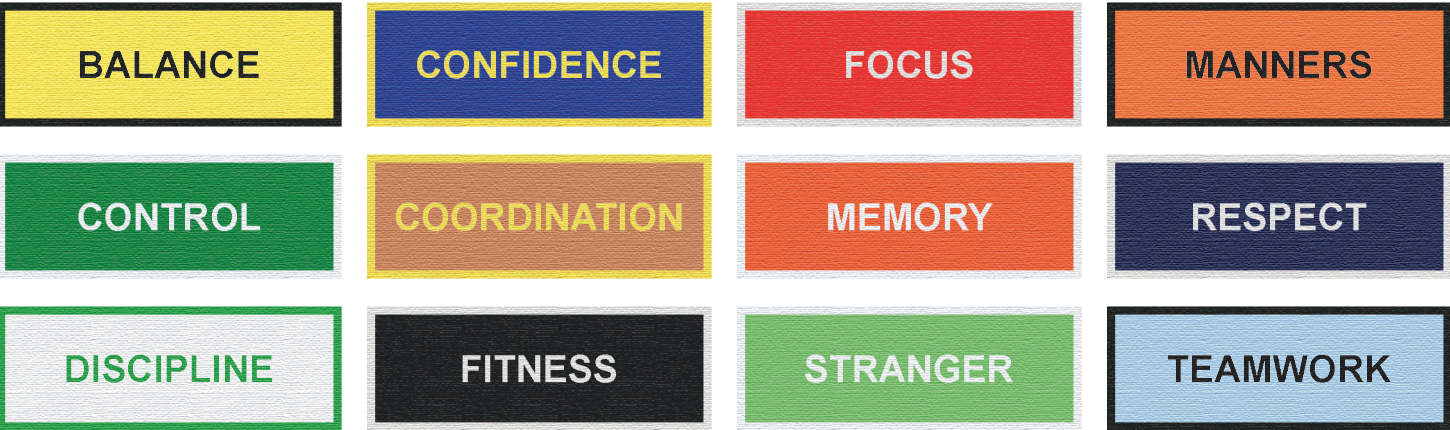 BALANCE
CONFIDENCE
FOCUS
MANNERS
CONTROL
COORDINATION
MEMORY
RESPECT
DISCIPLINE
FITNESS
STRANGER
TEAMWORK